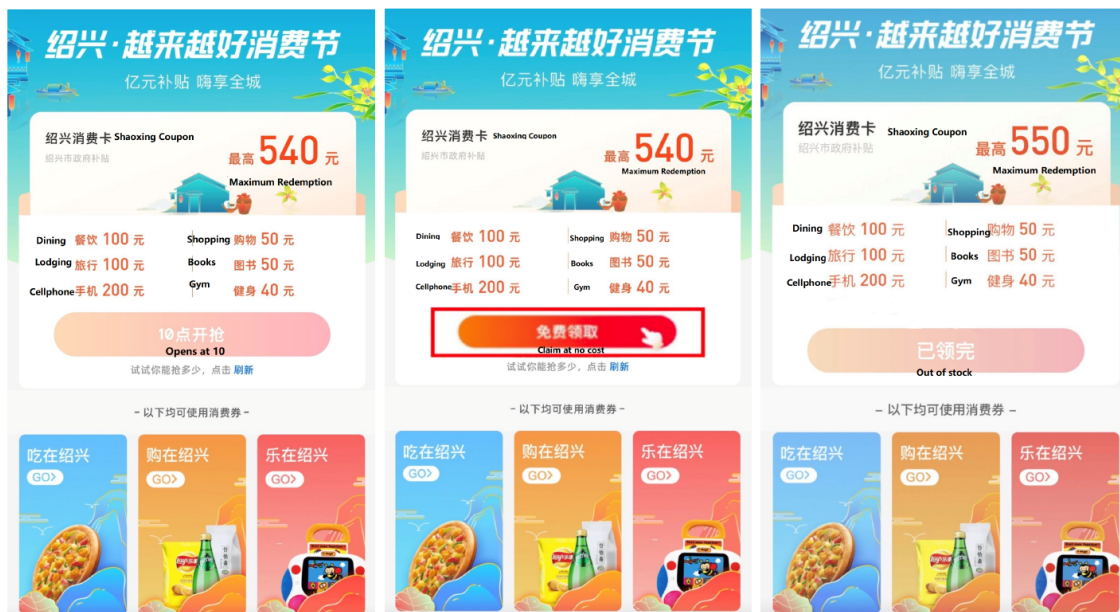 绍兴·越来越好消费节
亿元补贴 嗨享全城
绍兴消费卡 Shaoxing Coupon
绍兴市政府补贴
最高 540 元
Maximum Redemption
Dining 餐饮 100 元 Shopping 购物 50 元
Lodging 旅行 100 元 Books 图书 50 元
Cellphone 手机 200 元 Gym 健身 40 元
10点开抢
Opens at 10
试试你能抢多少，点击 刷新
- 以下均可使用消费券 -
吃在绍兴 购在绍兴 乐在绍兴
GO> GO> GO>
绍兴·越来越好消费节
亿元补贴 嗨享全城
绍兴消费卡 Shaoxing Coupon
绍兴市政府补贴
最高 540 元
Maximum Redemption
Dining 餐饮 100 元 Shopping 购物 50 元
Lodging 旅行 100 元 Books 图书 50 元
Cellphone 手机 200 元 Gym 健身 40 元
免费领取
Claim at no cost
试试你能抢多少，点击 刷新
- 以下均可使用消费券 -
吃在绍兴 购在绍兴 乐在绍兴
GO> GO> GO>
绍兴·越来越好消费节
亿元补贴 嗨享全城
绍兴消费卡 Shaoxing Coupon
绍兴市政府补贴
最高 550 元
Maximum Redemption
Dining 餐饮 100 元 Shopping 购物 50 元
Lodging 旅行 100 元 Books 图书 50 元
Cellphone 手机 200 元 Gym 健身 40 元
已领完
Out of stock
- 以下均可使用消费券 -
吃在绍兴 购在绍兴 乐在绍兴
GO> GO> GO>